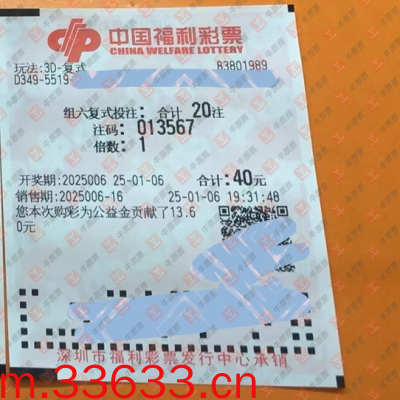 中国福利彩票
CHINA WELFARE LOTTERY
玩法:3D-复式 83801989
D349-5519
组六复式投注: 合计 20注
注码: 013567
倍数: 1
开奖期:2025006 25-01-06 合计:40元
销售期:2025006-16 25-01-06 19:31:48
您本次购彩为公益金贡献了13.6
0元
深圳市福利彩票发行中心承销
m.33633.cn